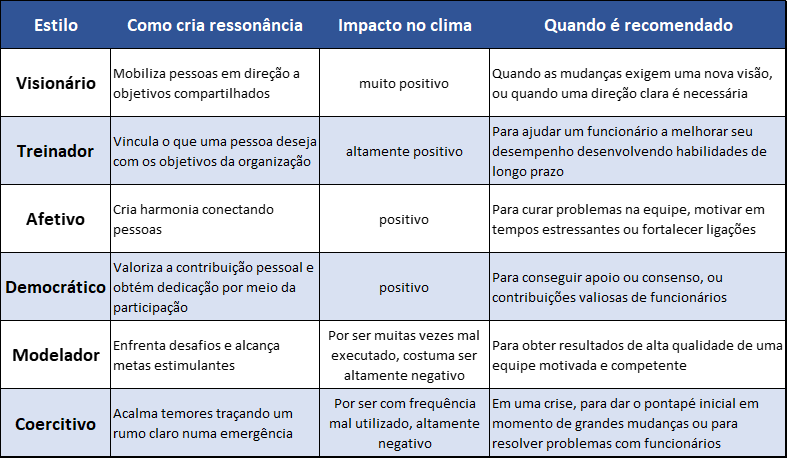 Estilo Como cria ressonância Impacto no clima Quando é recomendado
Visionário
Mobiliza pessoas em direção a
objetivos compartilhados
muito positivo
Quando as mudanças exigem uma nova visão,
ou quando uma direção clara é necessária
Treinador
Vincula o que uma pessoa deseja
com os objetivos da organização
altamente positivo
Para ajudar um funcionário a melhorar seu
desempenho desenvolvendo habilidades de
longo prazo
Afetivo
Cria harmonia conectando
pessoas
positivo
Para curar problemas na equipe, motivar em
tempos estressantes ou fortalecer ligações
Democrático
Valoriza a contribuição pessoal e
obtém dedicação por meio da
participação
positivo
Para conseguir apoio ou consenso, ou
contribuições valiosas de funcionários
Modelador
Enfrenta desafios e alcança
metas estimulantes
Por ser muitas vezes mal
executado, costuma ser
altamente negativo
Para obter resultados de alta qualidade de uma
equipe motivada e competente
Coercitivo
Acalma temores traçando um
rumo claro numa emergência
Por ser com frequência
mal utilizado, altamente
negativo
Em uma crise, para dar o pontapé inicial em
momento de grandes mudanças ou para
resolver problemas com funcionários